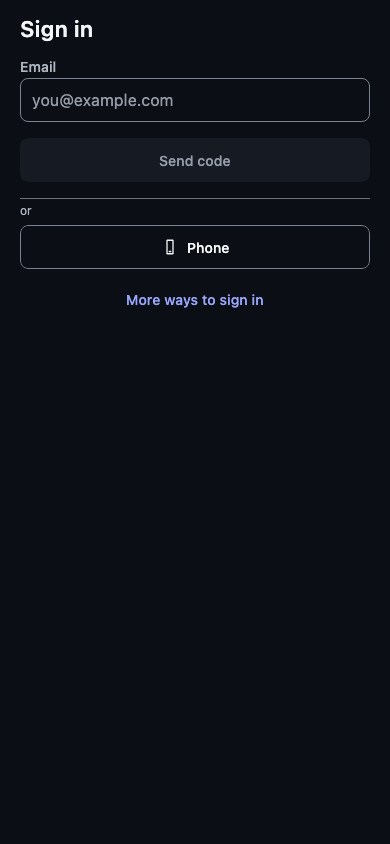 Sign in
Email
you@example.com
Send code
or
Phone
More ways to sign in